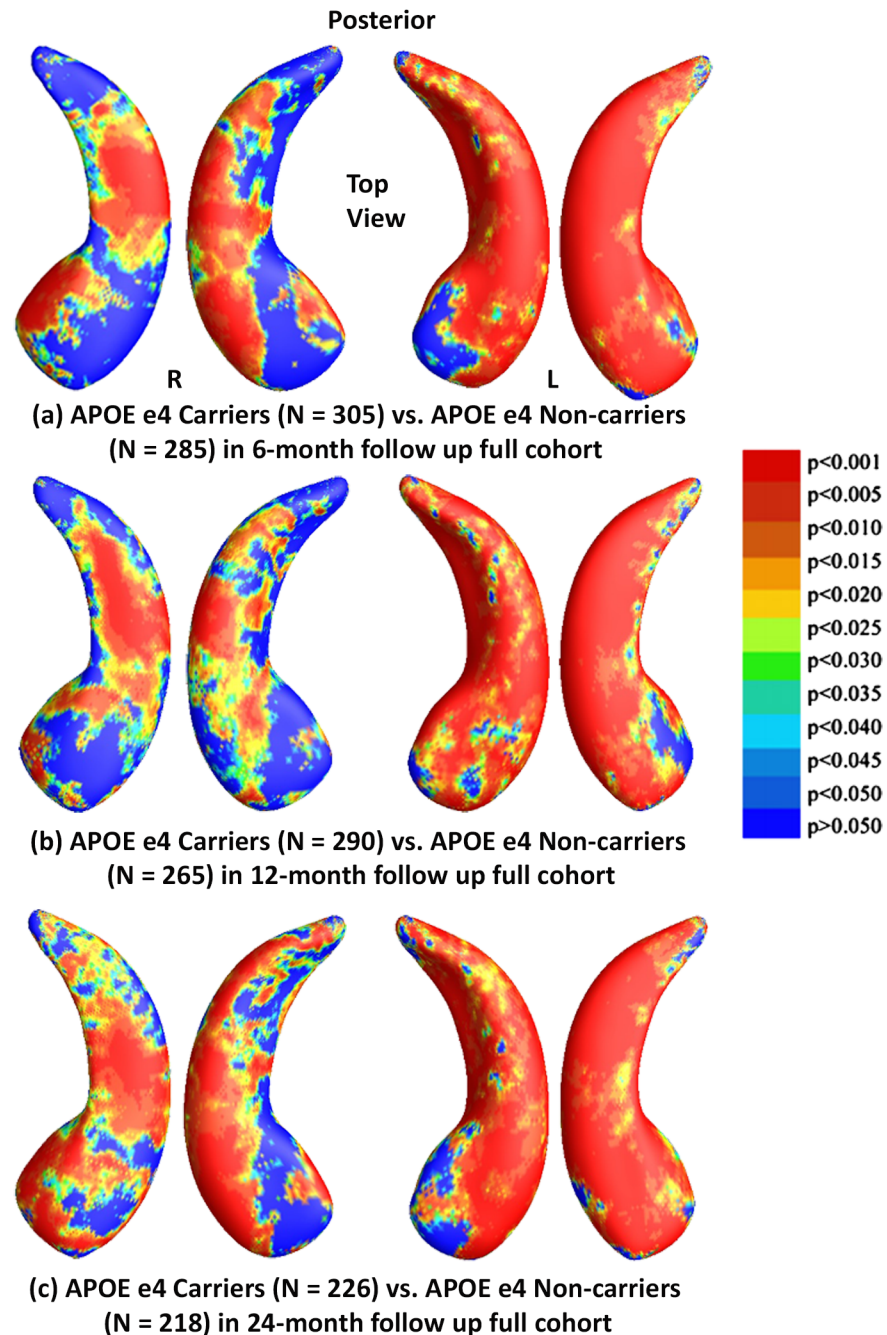 Posterior
Top
View
R
L
(a) APOE e4 Carriers (N = 305) vs. APOE e4 Non-carriers
(N = 285) in 6-month follow up full cohort
p<0.001
p<0.005
p<0.010
p<0.015
p<0.020
p<0.025
p<0.030
p<0.035
p<0.040
p<0.045
p<0.050
p>0.050
(b) APOE e4 Carriers (N = 290) vs. APOE e4 Non-carriers
(N = 265) in 12-month follow up full cohort
(c) APOE e4 Carriers (N = 226) vs. APOE e4 Non-carriers
(N = 218) in 24-month follow up full cohort